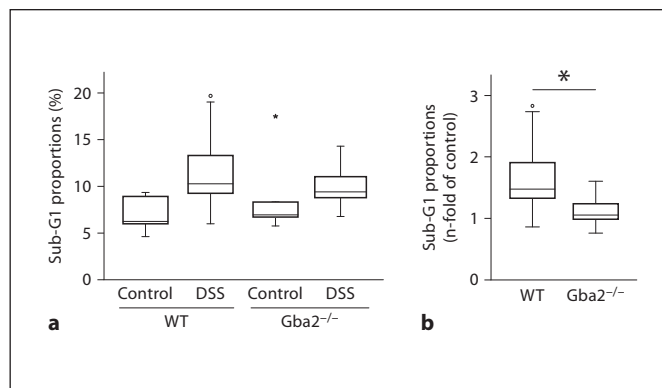 Sub-G1 proportions (%)
20
15
10
5
0
*
Control
DSS
Control
DSS
WT
Gba2–/–
a
Sub-G1 proportions
(n-fold of control)
3
2
1
0
*
WT
Gba2–/–
b